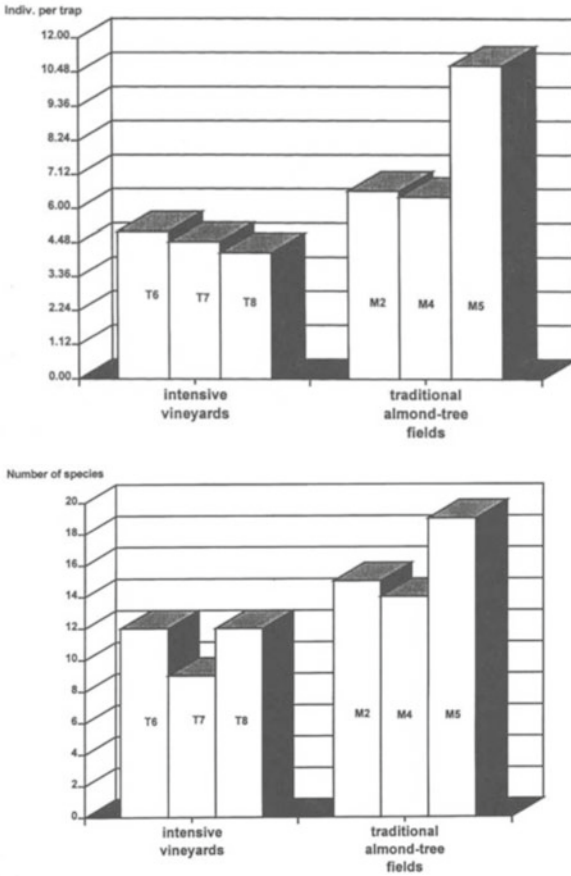 Indiv. per trap
12.00
10.48
9.36
8.24
7.12
6.00
4.48
3.36
2.24
1.12
0.00
T6
T7
T8
M2
M4
M5
intensive
vineyards
traditional
almond-tree
fields
Number of species
20
18
16
14
12
10
8
6
4
2
0
T6
T7
T8
M2
M4
M5
intensive
vineyards
traditional
almond-tree
fields